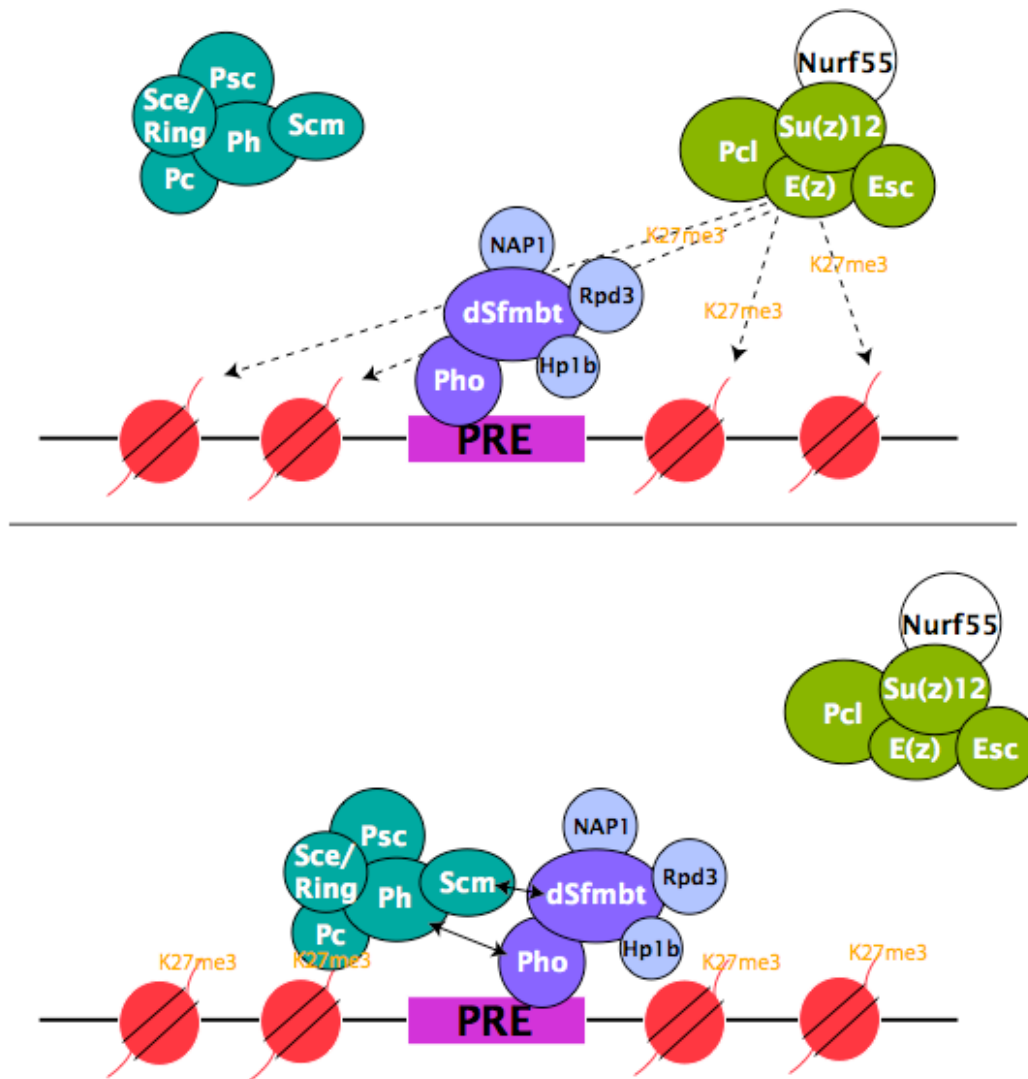 Psc
Sce/
Ring
Ph
Scm
Pc
Nurf55
Su(z)12
Pcl
E(z)
Esc
K27me3
K27me3
K27me3
NAP1
Rpd3
dSfmbt
Hp1b
Pho
PRE
Nurf55
Su(z)12
Pcl
E(z)
Esc
Psc
Sce/
Ring
Ph
Scm
Pc
NAP1
Rpd3
dSfmbt
Hp1b
Pho
K27me3
K27me3
K27me3
K27me3
PRE